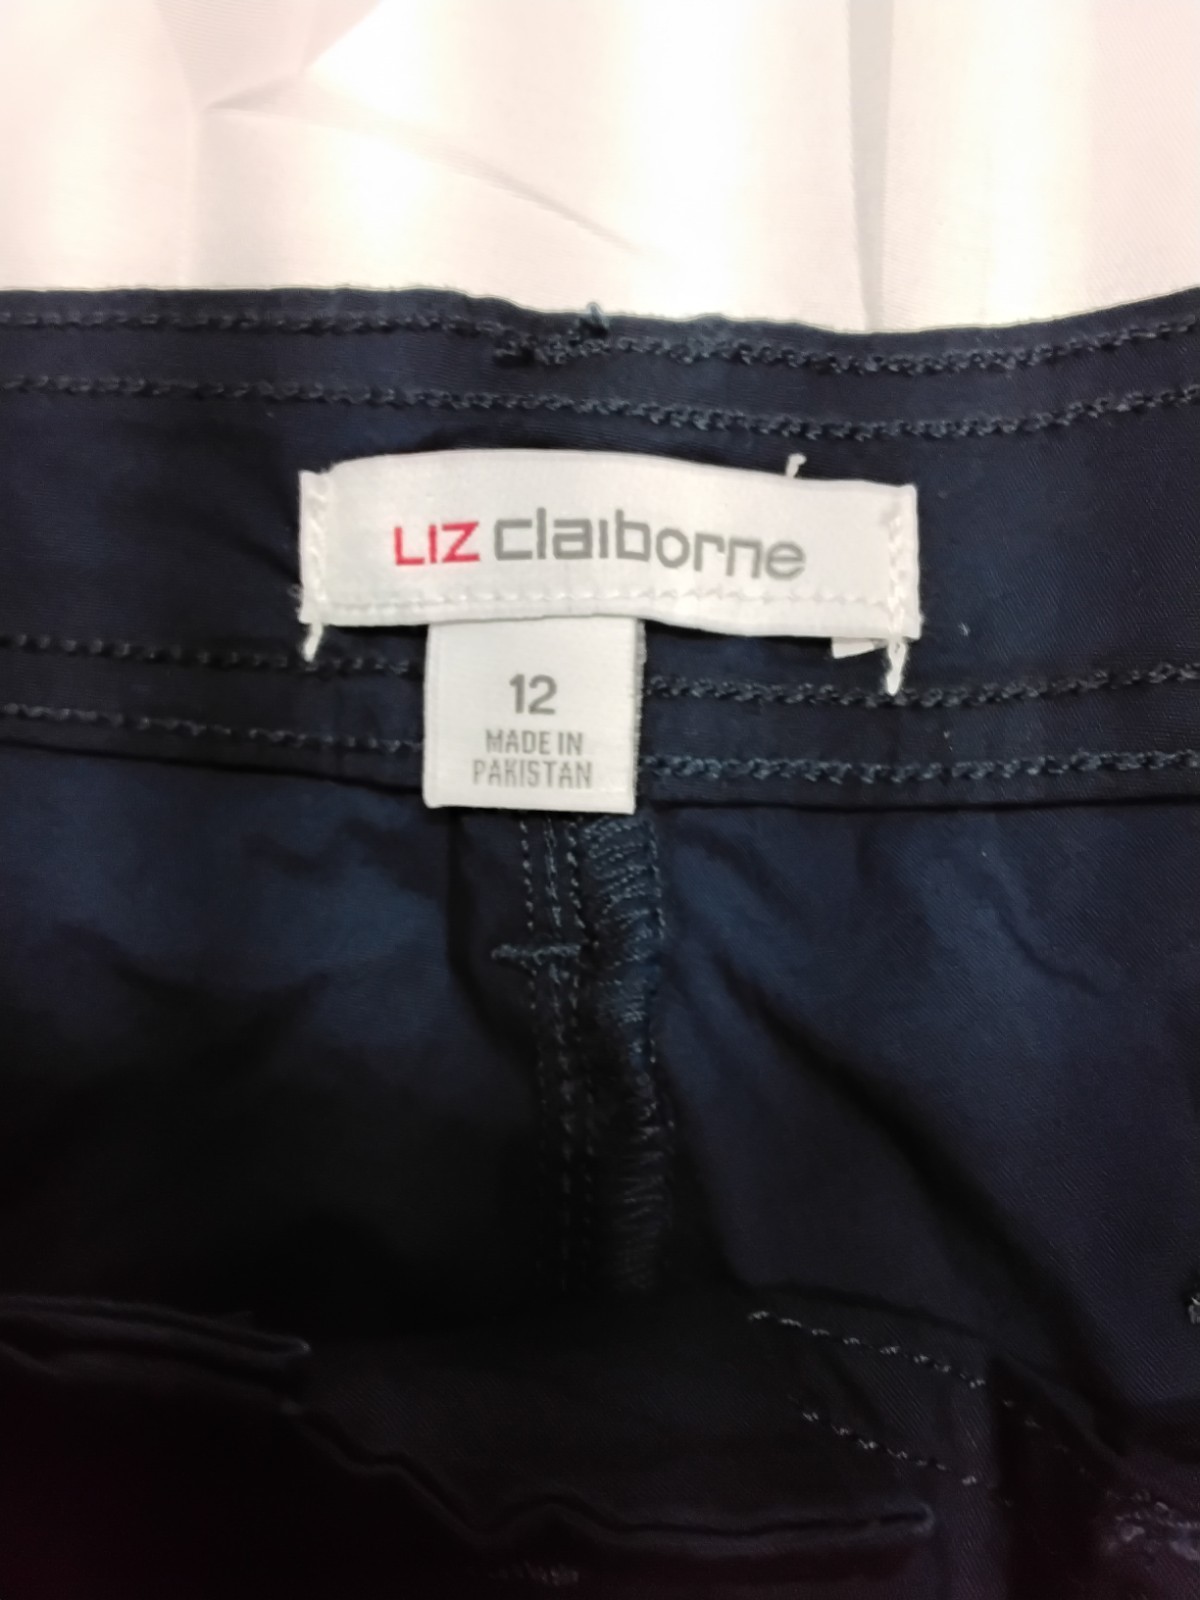 LIZ claiborne
12
MADE IN
PAKISTAN